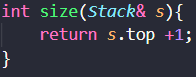 int size(Stack& s){
    return s.top +1;
}